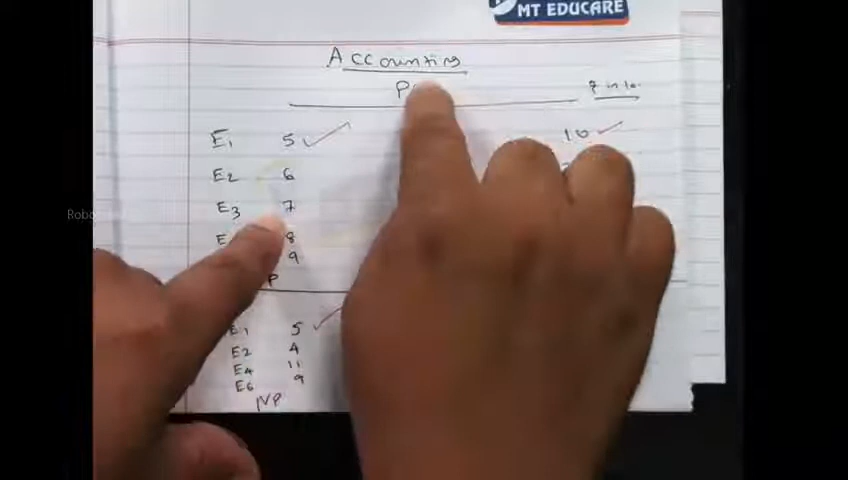 MT EDUCARE
Accounting
₹ in la
E1 5 10
E2 6
E3 7
8
9
P
E1 5
E2 4
E4 11
E6 9
NP